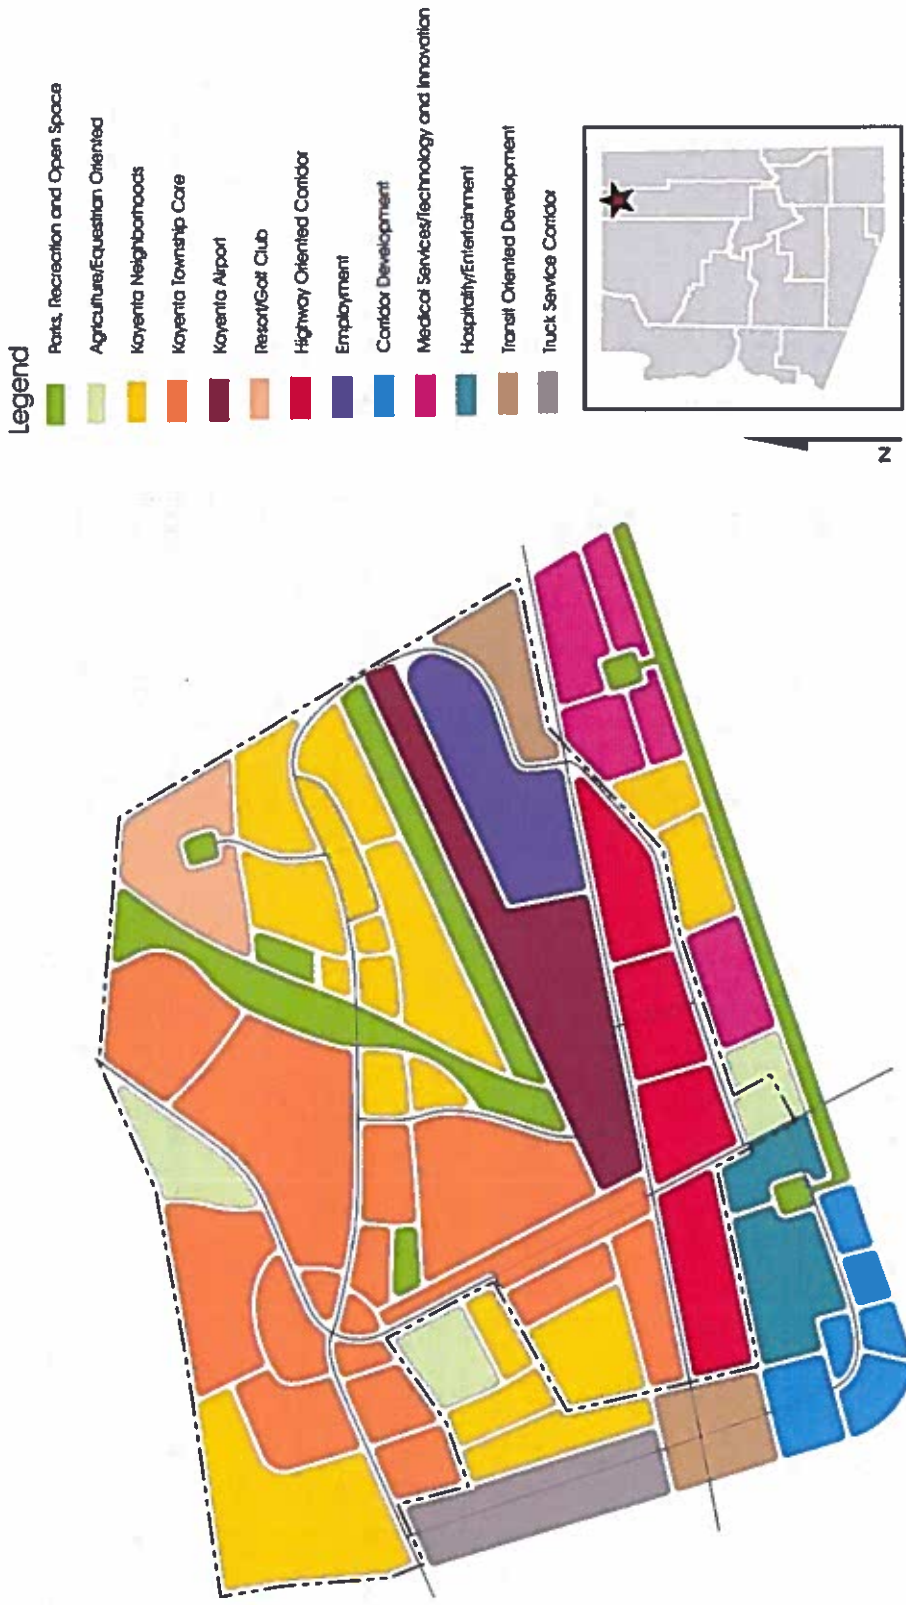 Legend
Parks, Recreation and Open Space
Agriculture/Equestrian Oriented
Kayenta Neighborhoods
Kayenta Township Core
Kayenta Airport
Resort/Golf Club
Highway Oriented Corridor
Employment
Corridor Development
Medical Services/Technology and Innovation
Hospitality/Entertainment
Transit Oriented Development
Truck Service Corridor
N